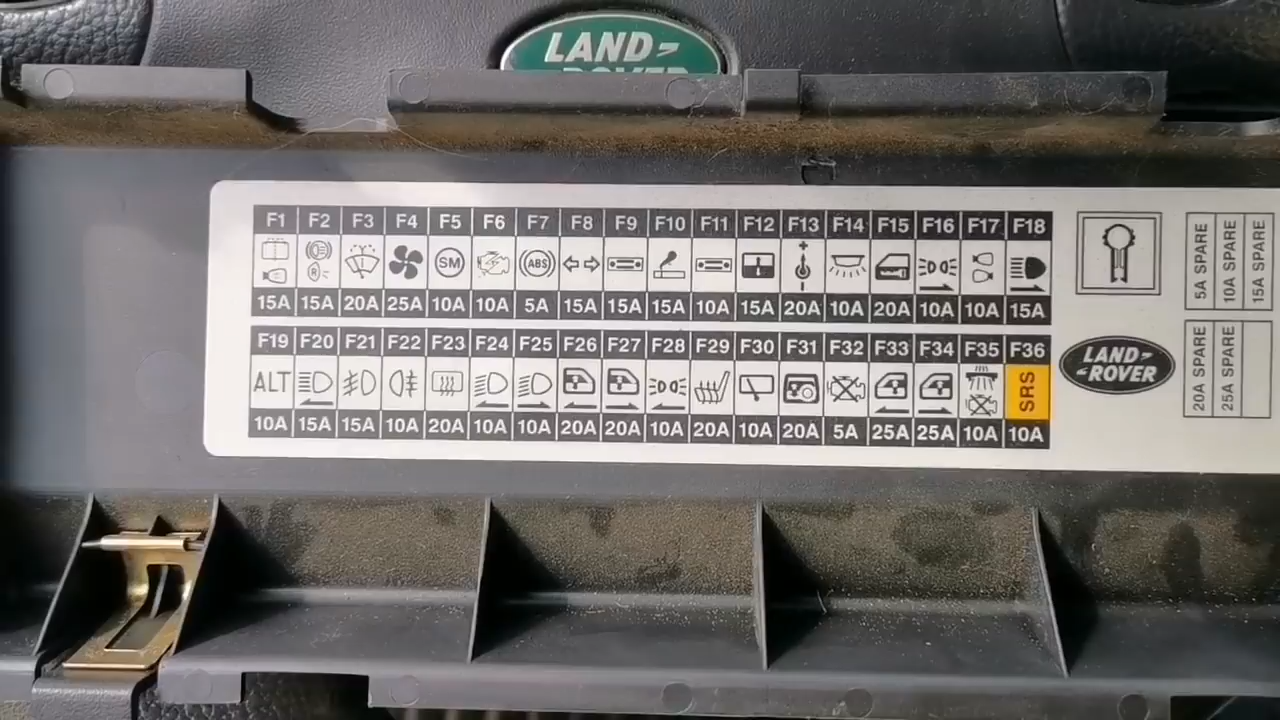 LAND-
ROVER
F1 F2 F3 F4 F5 F6 F7 F8 F9 F10 F11 F12 F13 F14 F15 F16 F17 F18
R SM ABS
15A 15A 20A 25A 10A 10A 5A 15A 15A 15A 10A 15A 20A 10A 20A 10A 10A 15A
F19 F20 F21 F22 F23 F24 F25 F26 F27 F28 F29 F30 F31 F32 F33 F34 F35 F36
ALT SRS
10A 15A 15A 10A 20A 10A 10A 20A 20A 10A 20A 10A 20A 5A 25A 25A 10A 10A
LAND-
ROVER
5A SPARE
10A SPARE
15A SPARE
20A SPARE
25A SPARE